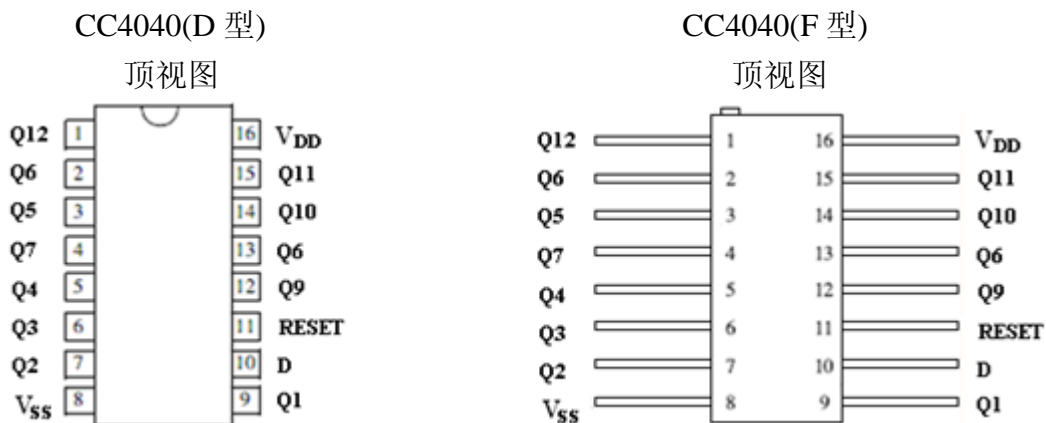 CC4040(D 型) CC4040(F 型)
顶视图 顶视图
Q12 1 16 VDD Q12 1 16 VDD
Q6 2 15 Q11 Q6 2 15 Q11
Q5 3 14 Q10 Q5 3 14 Q10
Q7 4 13 Q6 Q7 4 13 Q6
Q4 5 12 Q9 Q4 5 12 Q9
Q3 6 11 RESET Q3 6 11 RESET
Q2 7 10 D Q2 7 10 D
VSS 8 9 Q1 VSS 8 9 Q1